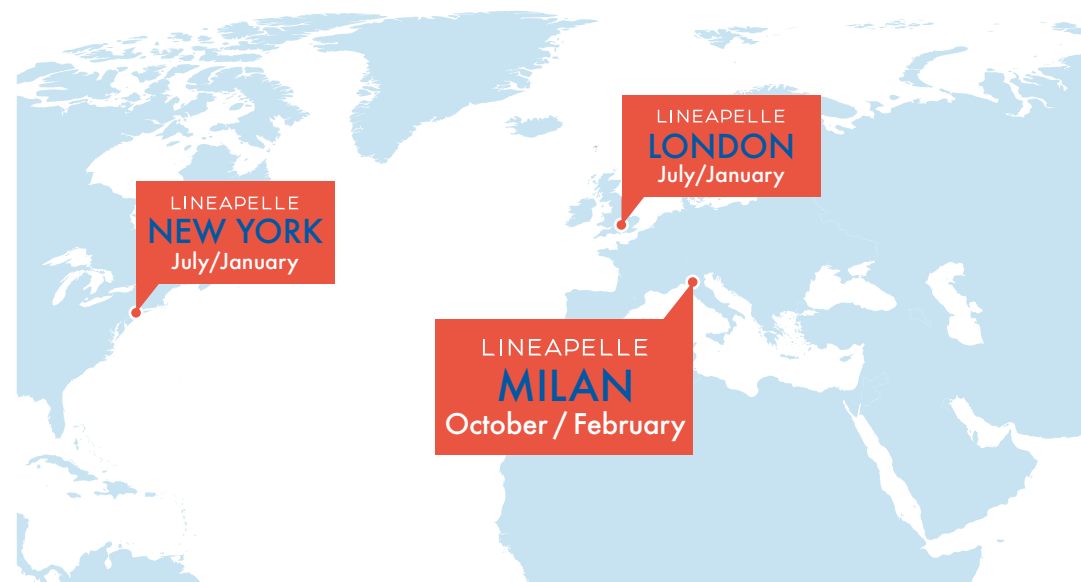 LINEAPELLE
LONDON
July/January
LINEAPELLE
NEW YORK
July/January
LINEAPELLE
MILAN
October / February